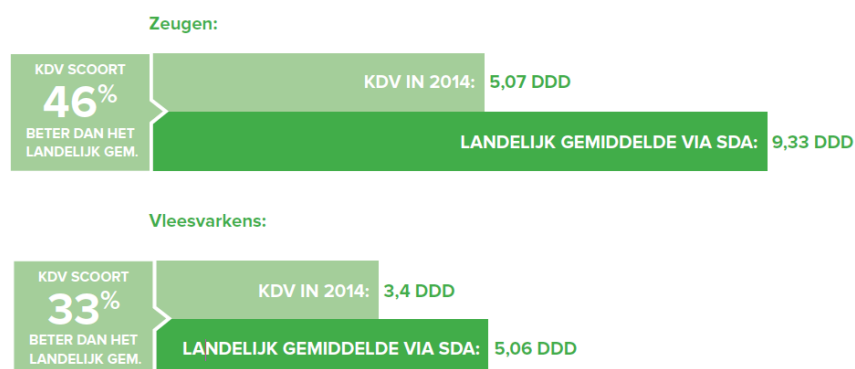 Zeugen:
KDV SCOORT
46%
BETER DAN HET
LANDELIJK GEM.
KDV IN 2014: 5,07 DDD
LANDELIJK GEMIDDELDE VIA SDA: 9,33 DDD
Vleesvarkens:
KDV SCOORT
33%
BETER DAN HET
LANDELIJK GEM.
KDV IN 2014: 3,4 DDD
LANDELIJK GEMIDDELDE VIA SDA: 5,06 DDD